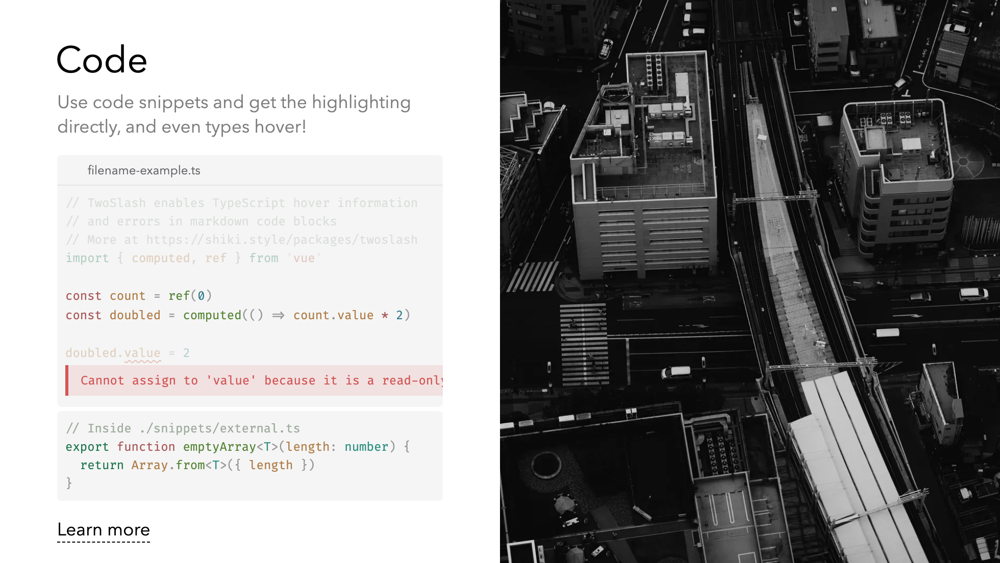 Code
Use code snippets and get the highlighting
directly, and even types hover!
filename-example.ts
// TwoSlash enables TypeScript hover information
// and errors in markdown code blocks
// More at https://shiki.style/packages/twoslash
import { computed, ref } from 'vue'
const count = ref(0)
const doubled = computed(() => count.value * 2)
doubled.value = 2
Cannot assign to 'value' because it is a read-only
// Inside ./snippets/external.ts
export function emptyArray<T>(length: number) {
  return Array.from<T>({ length })
}
Learn more